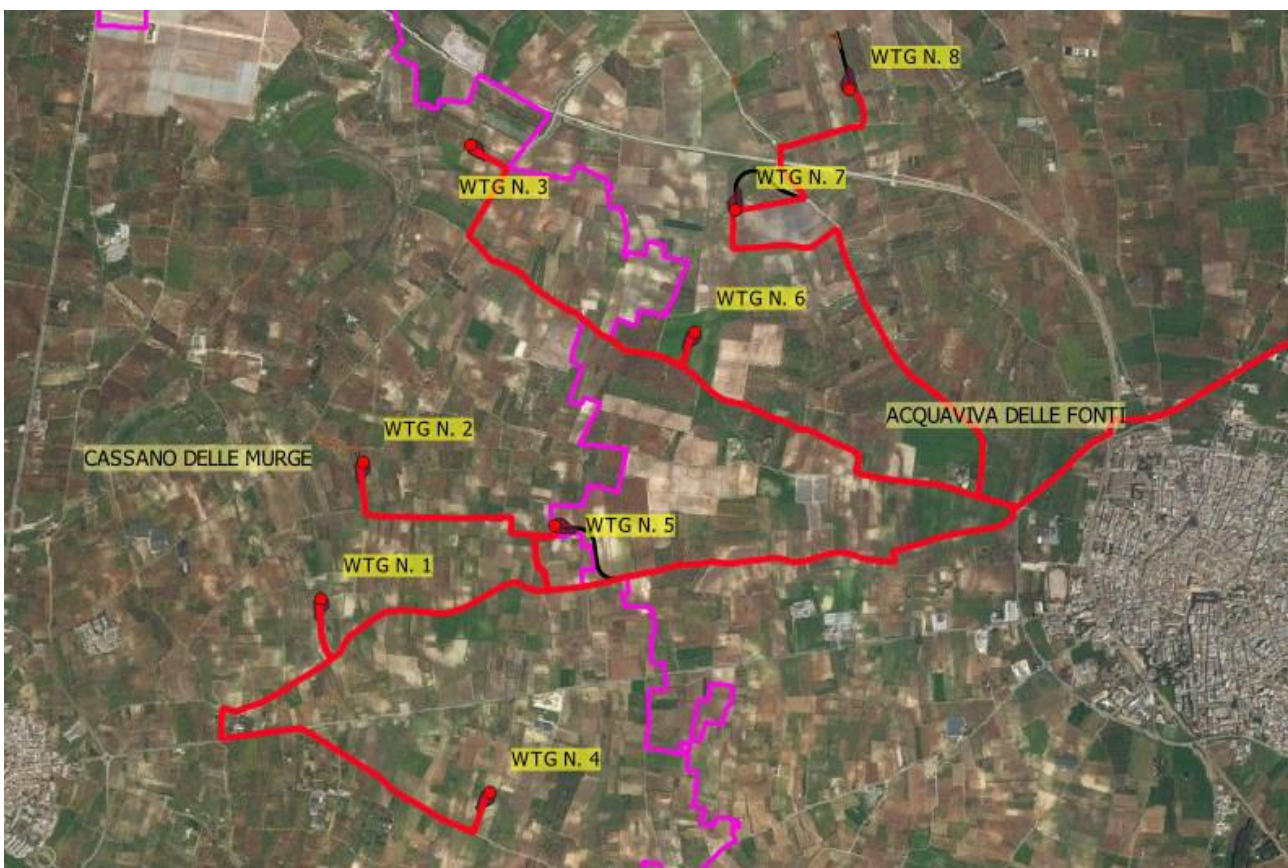 WTG N. 8
WTG N. 7
WTG N. 3
WTG N. 6
ACQUAVIVA DELLE FONTI
WTG N. 2
CASSANO DELLE MURGE
WTG N. 5
WTG N. 1
WTG N. 4